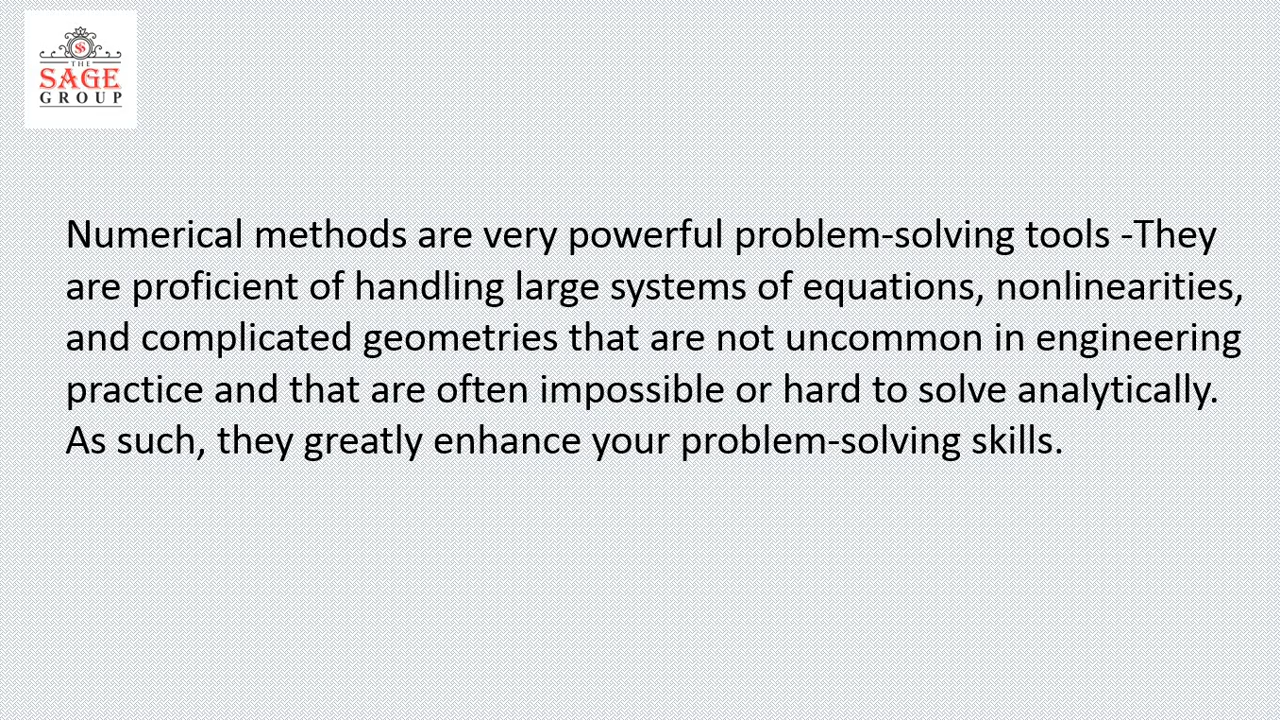 THE
SAGE
GROUP
Numerical methods are very powerful problem-solving tools -They
are proficient of handling large systems of equations, nonlinearities,
and complicated geometries that are not uncommon in engineering
practice and that are often impossible or hard to solve analytically.
As such, they greatly enhance your problem-solving skills.